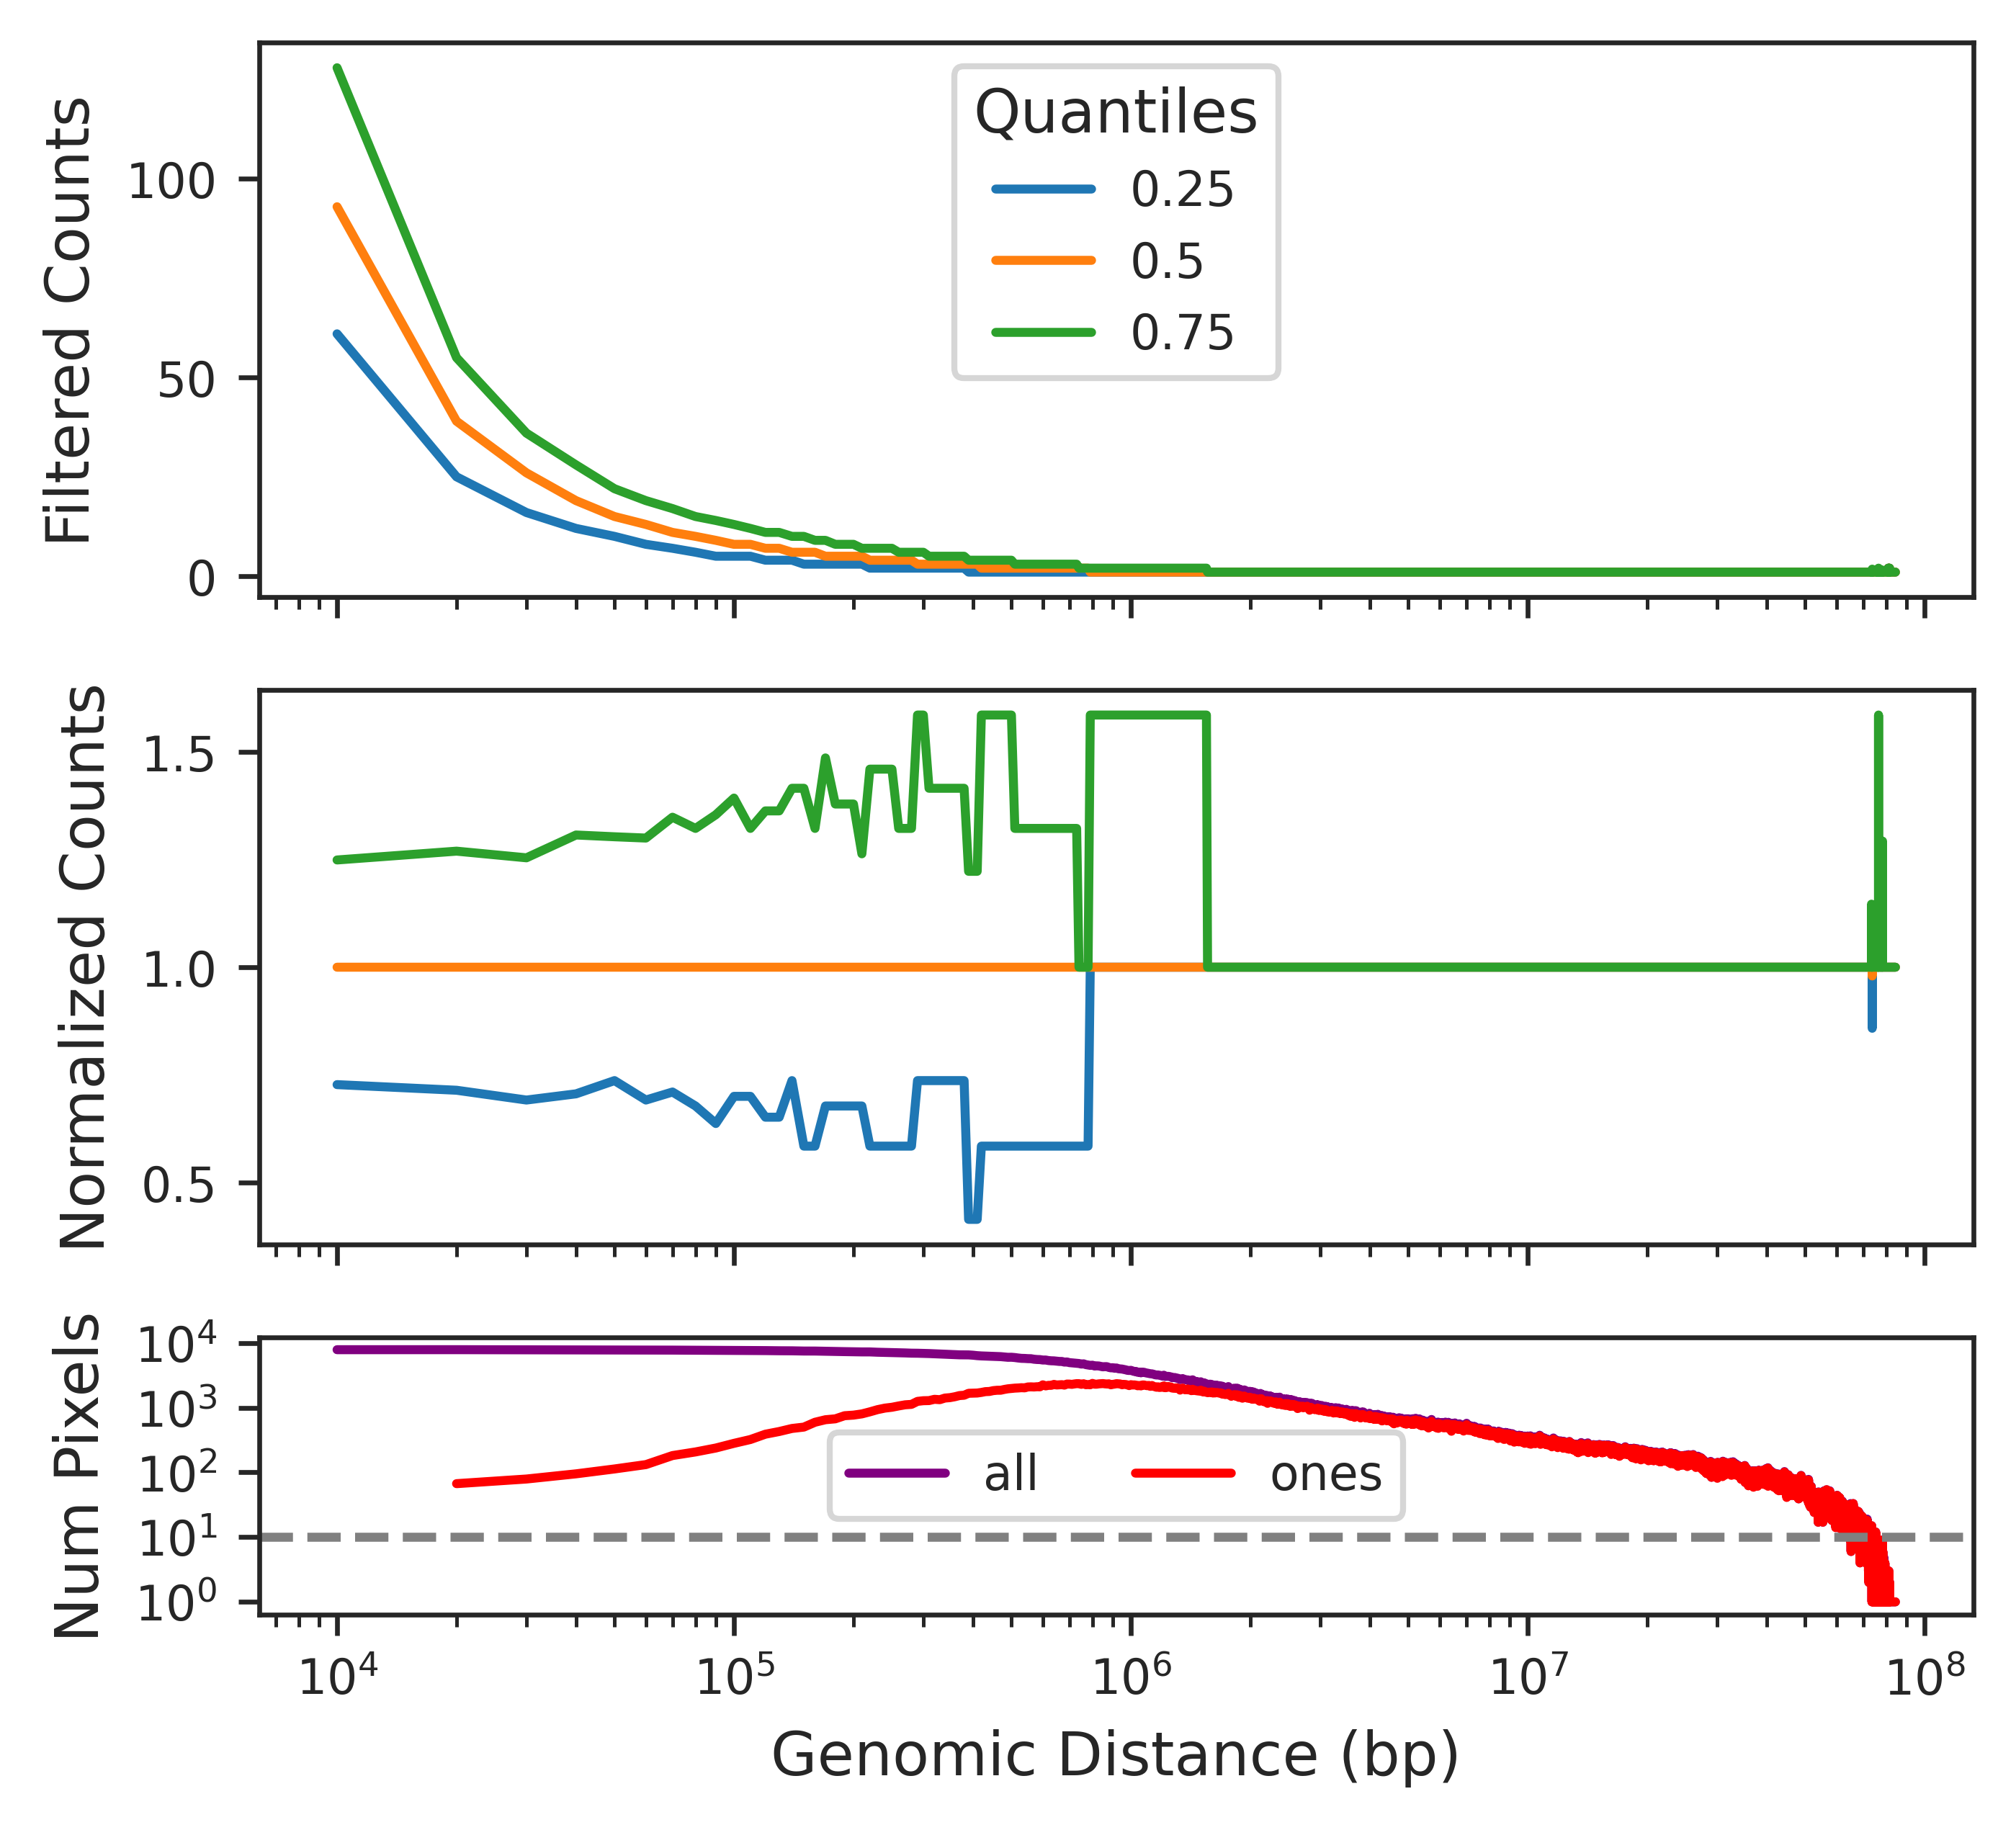 Filtered Counts
100
50
0
Quantiles
0.25
0.5
0.75
Normalized Counts
1.5
1.0
0.5
Num Pixels
10⁴
10³
10²
10¹
10⁰
all ones
10⁴ 10⁵ 10⁶ 10⁷ 10⁸
Genomic Distance (bp)